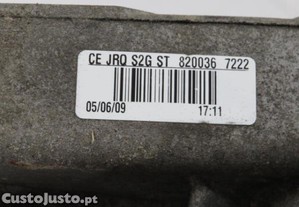 CE JRQ S2G ST 820036 7222
05/06/09 17:11
CustoJusto.pt